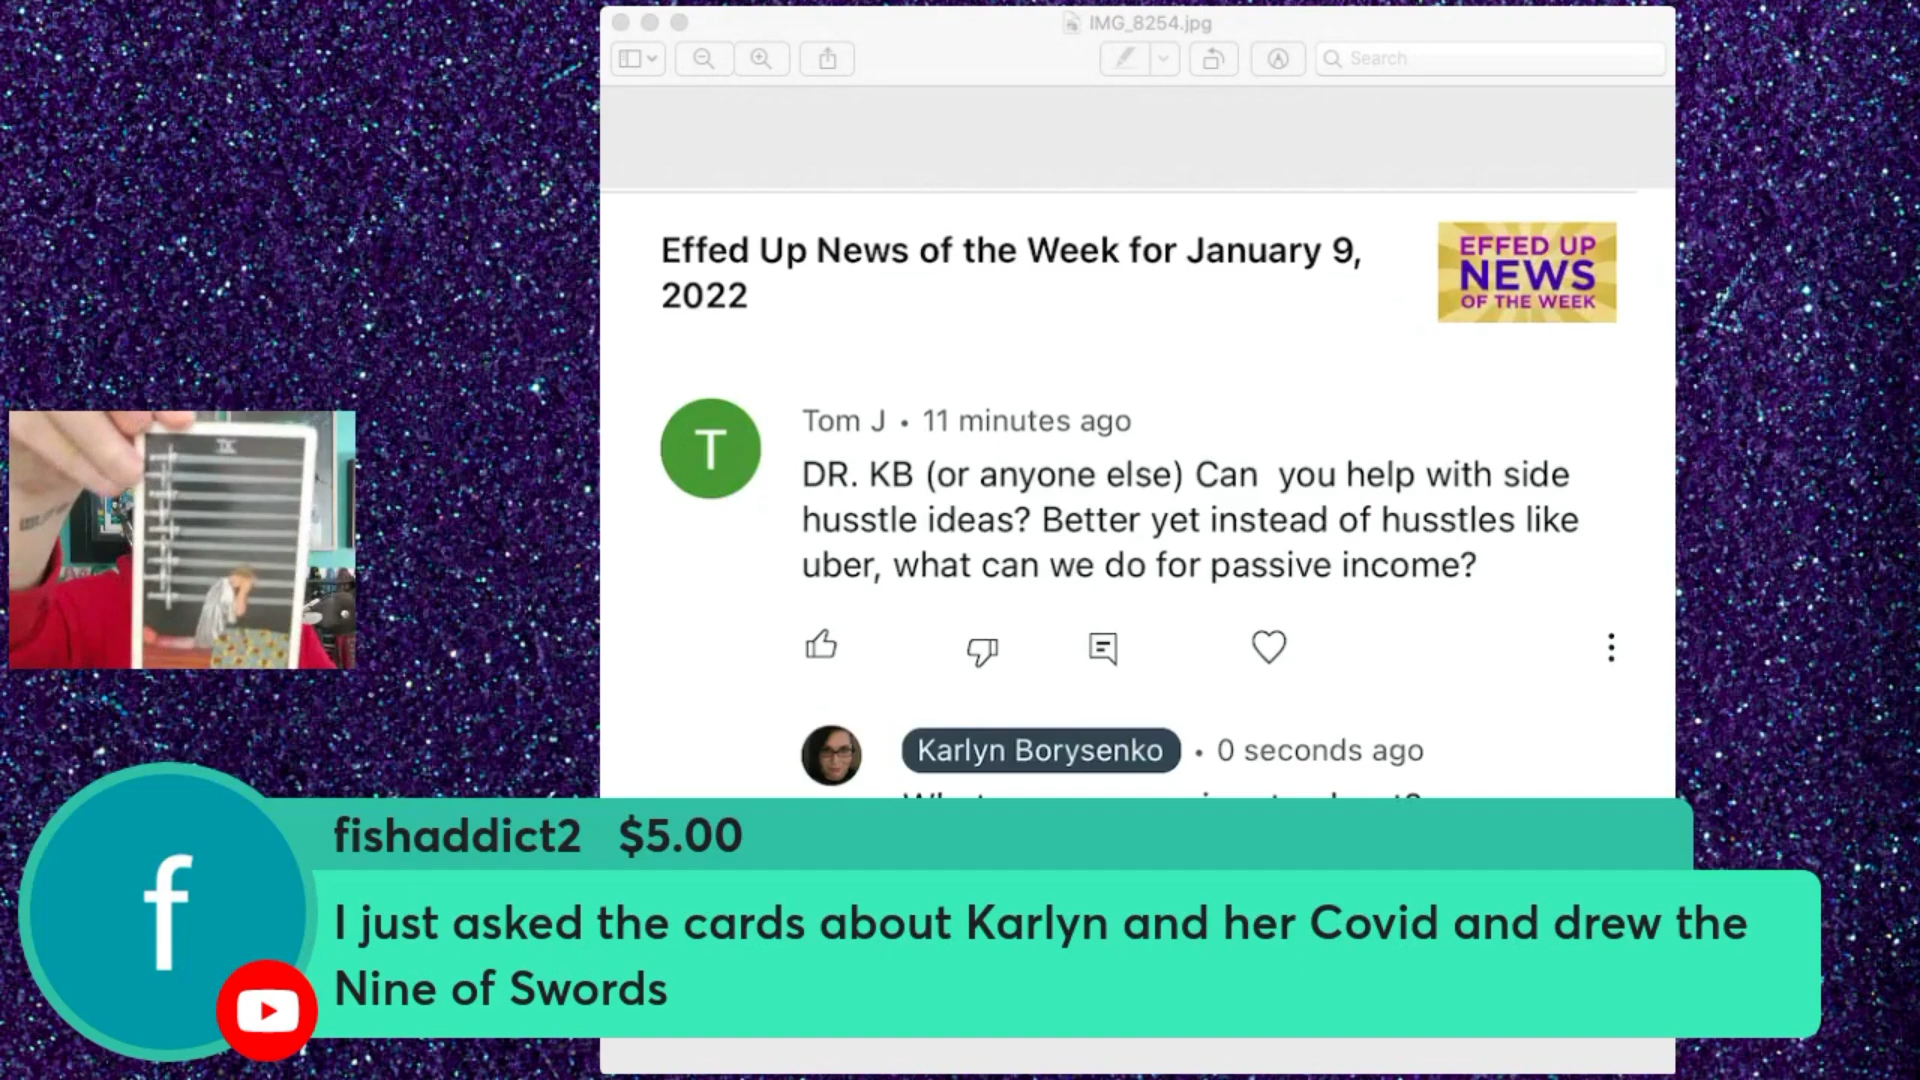 IMG_8254.jpg
Search
Effed Up News of the Week for January 9,
2022
EFFED UP
NEWS
OF THE WEEK
T
Tom J • 11 minutes ago
DR. KB (or anyone else) Can you help with side
husstle ideas? Better yet instead of husstles like
uber, what can we do for passive income?
IX
Karlyn Borysenko • 0 seconds ago
f
fishaddict2 $5.00
I just asked the cards about Karlyn and her Covid and drew the
Nine of Swords